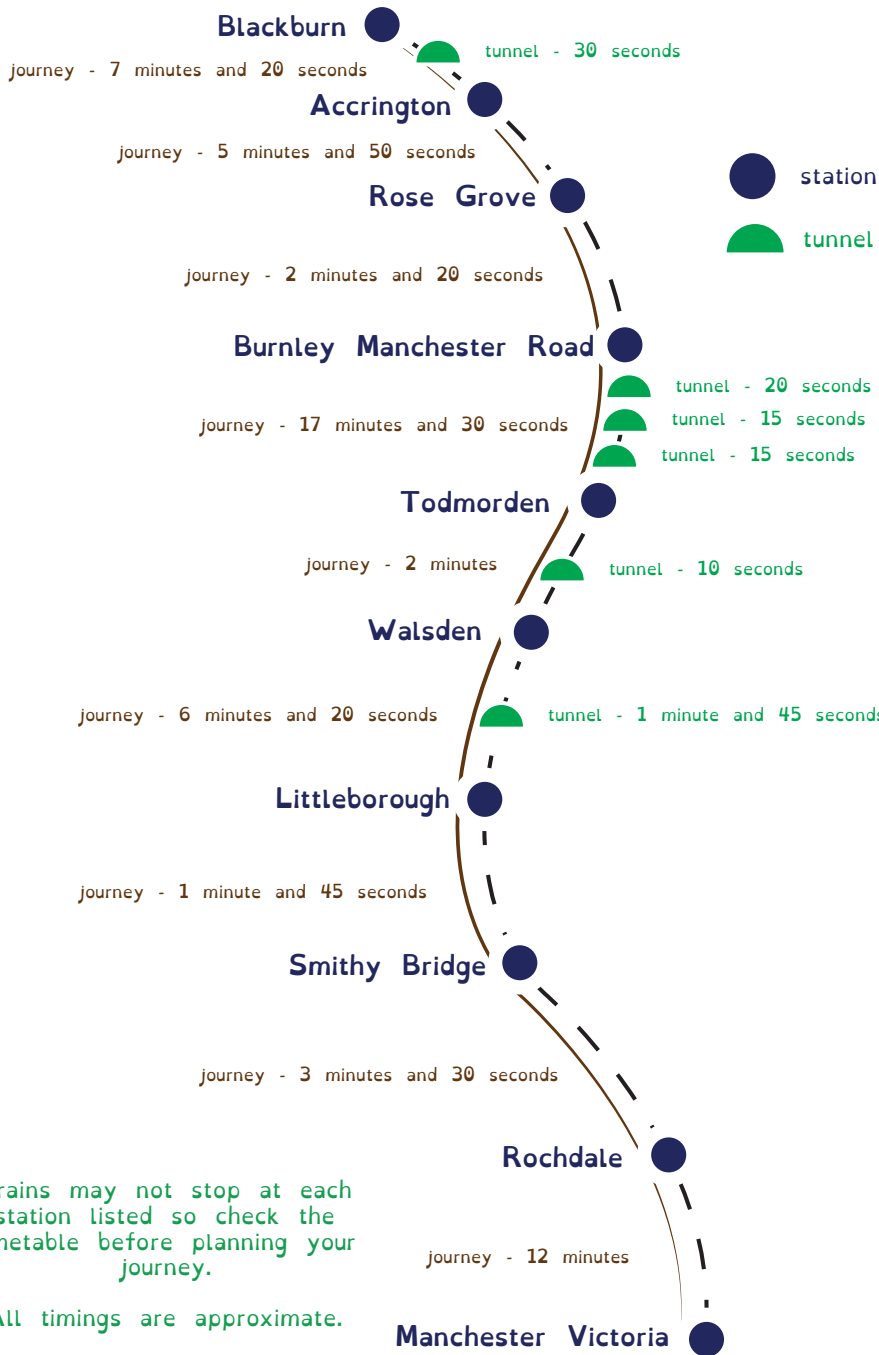 Blackburn
tunnel - 30 seconds
journey - 7 minutes and 20 seconds
Accrington
journey - 5 minutes and 50 seconds
station
Rose Grove
tunnel
journey - 2 minutes and 20 seconds
Burnley Manchester Road
tunnel - 20 seconds
tunnel - 15 seconds
journey - 17 minutes and 30 seconds
tunnel - 15 seconds
Todmorden
journey - 2 minutes
tunnel - 10 seconds
Walsden
journey - 6 minutes and 20 seconds
tunnel - 1 minute and 45 seconds
Littleborough
journey - 1 minute and 45 seconds
Smithy Bridge
journey - 3 minutes and 30 seconds
Rochdale
rains may not stop at each
station listed so check the
metable before planning your
journey.
journey - 12 minutes
All timings are approximate.
Manchester Victoria